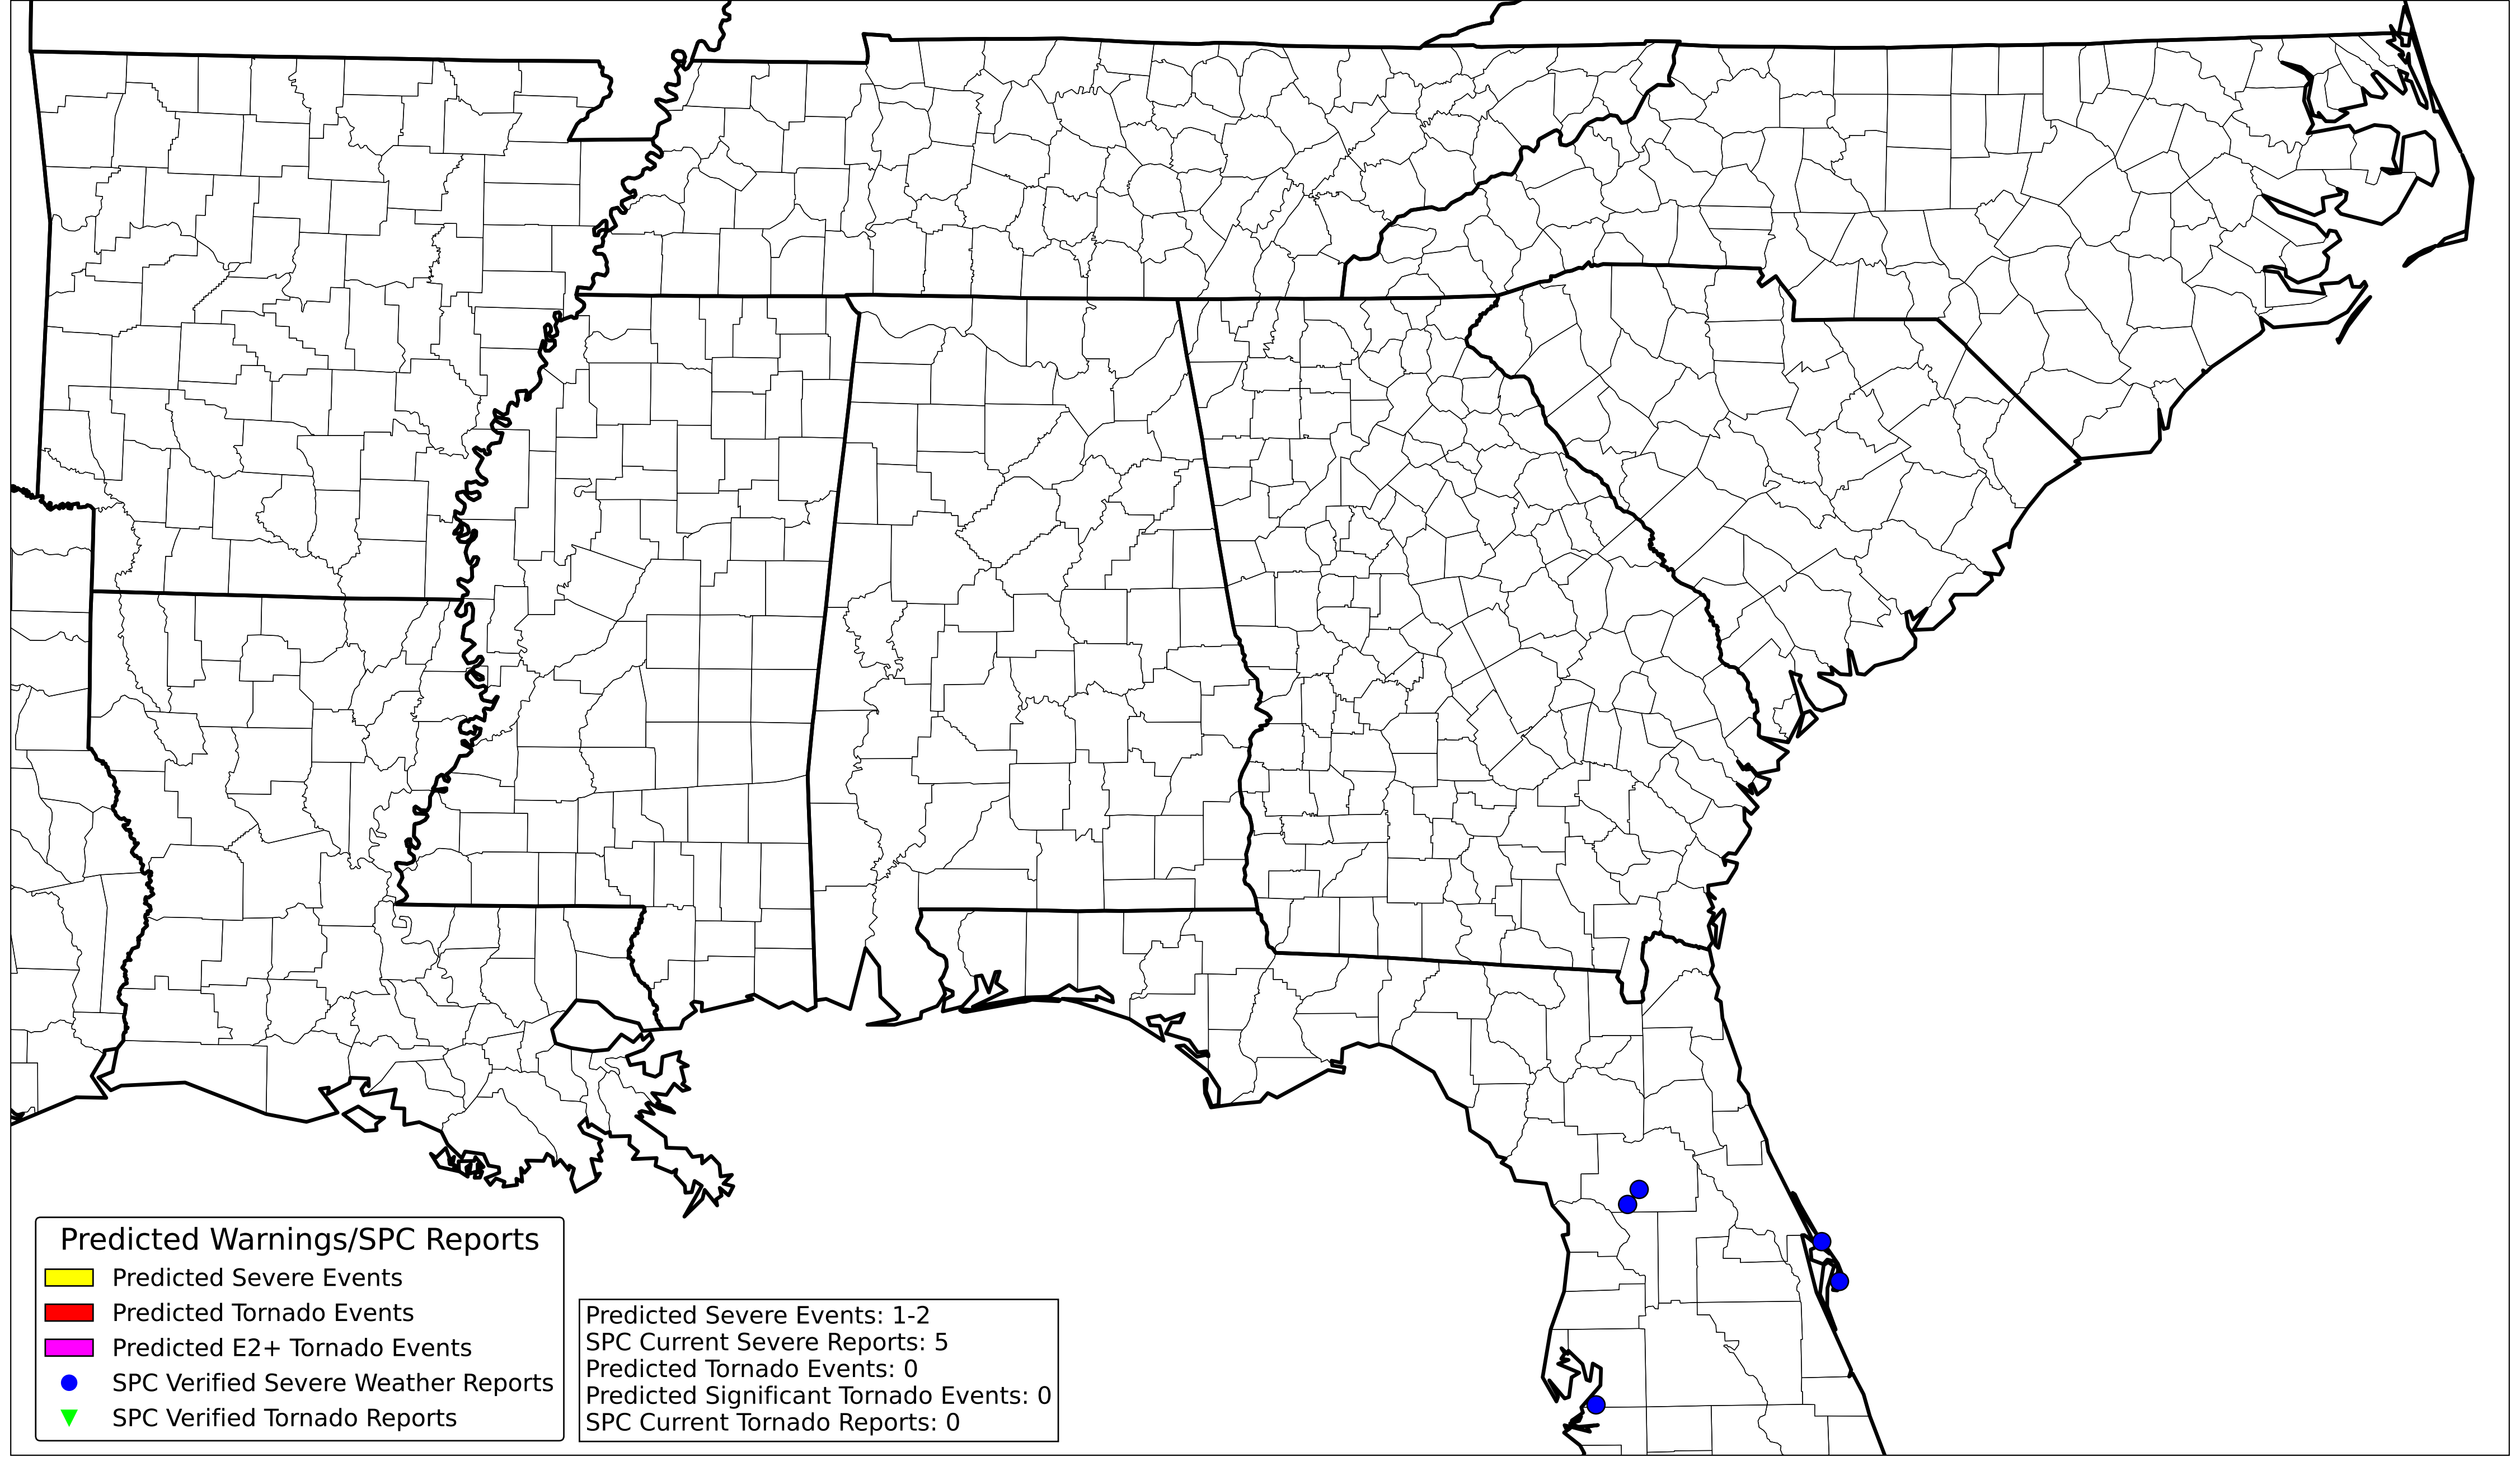 Predicted Warnings/SPC Reports
Predicted Severe Events
Predicted Tornado Events
Predicted E2+ Tornado Events
SPC Verified Severe Weather Reports
SPC Verified Tornado Reports
Predicted Severe Events: 1-2
SPC Current Severe Reports: 5
Predicted Tornado Events: 0
Predicted Significant Tornado Events: 0
SPC Current Tornado Reports: 0